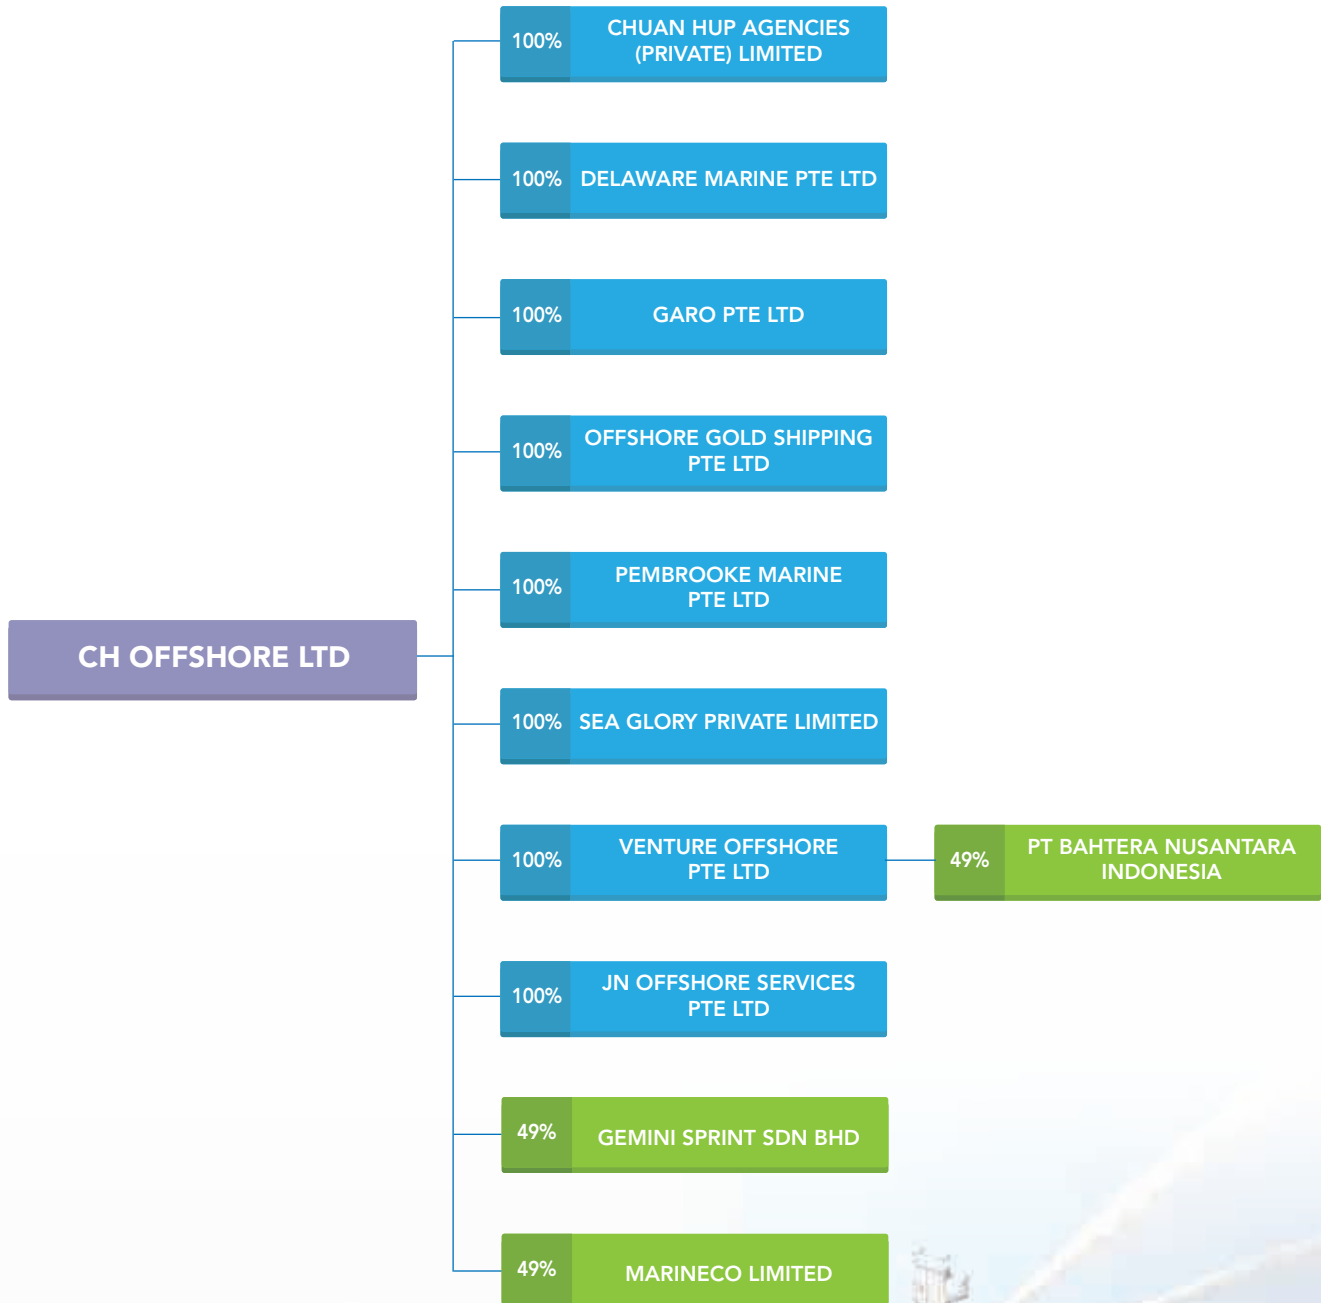 100%
CHUAN HUP AGENCIES
(PRIVATE) LIMITED
100%
DELAWARE MARINE PTE LTD
100%
GARO PTE LTD
100%
OFFSHORE GOLD SHIPPING
PTE LTD
100%
PEMBROOKE MARINE
PTE LTD
CH OFFSHORE LTD
100%
SEA GLORY PRIVATE LIMITED
100%
VENTURE OFFSHORE
PTE LTD
49%
PT BAHTERA NUSANTARA
INDONESIA
100%
JN OFFSHORE SERVICES
PTE LTD
49%
GEMINI SPRINT SDN BHD
49%
MARINECO LIMITED